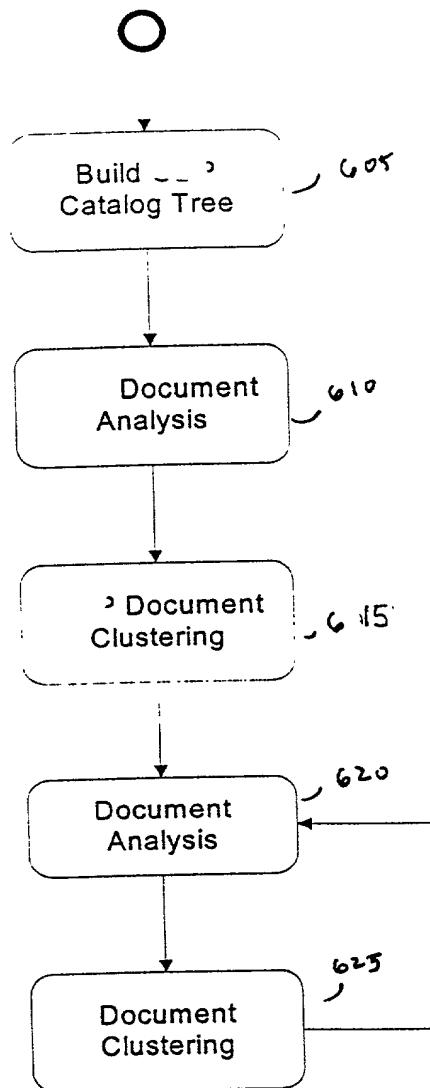 Build
Catalog Tree
605
Document
Analysis
610
Document
Clustering
615
Document
Analysis
620
Document
Clustering
625